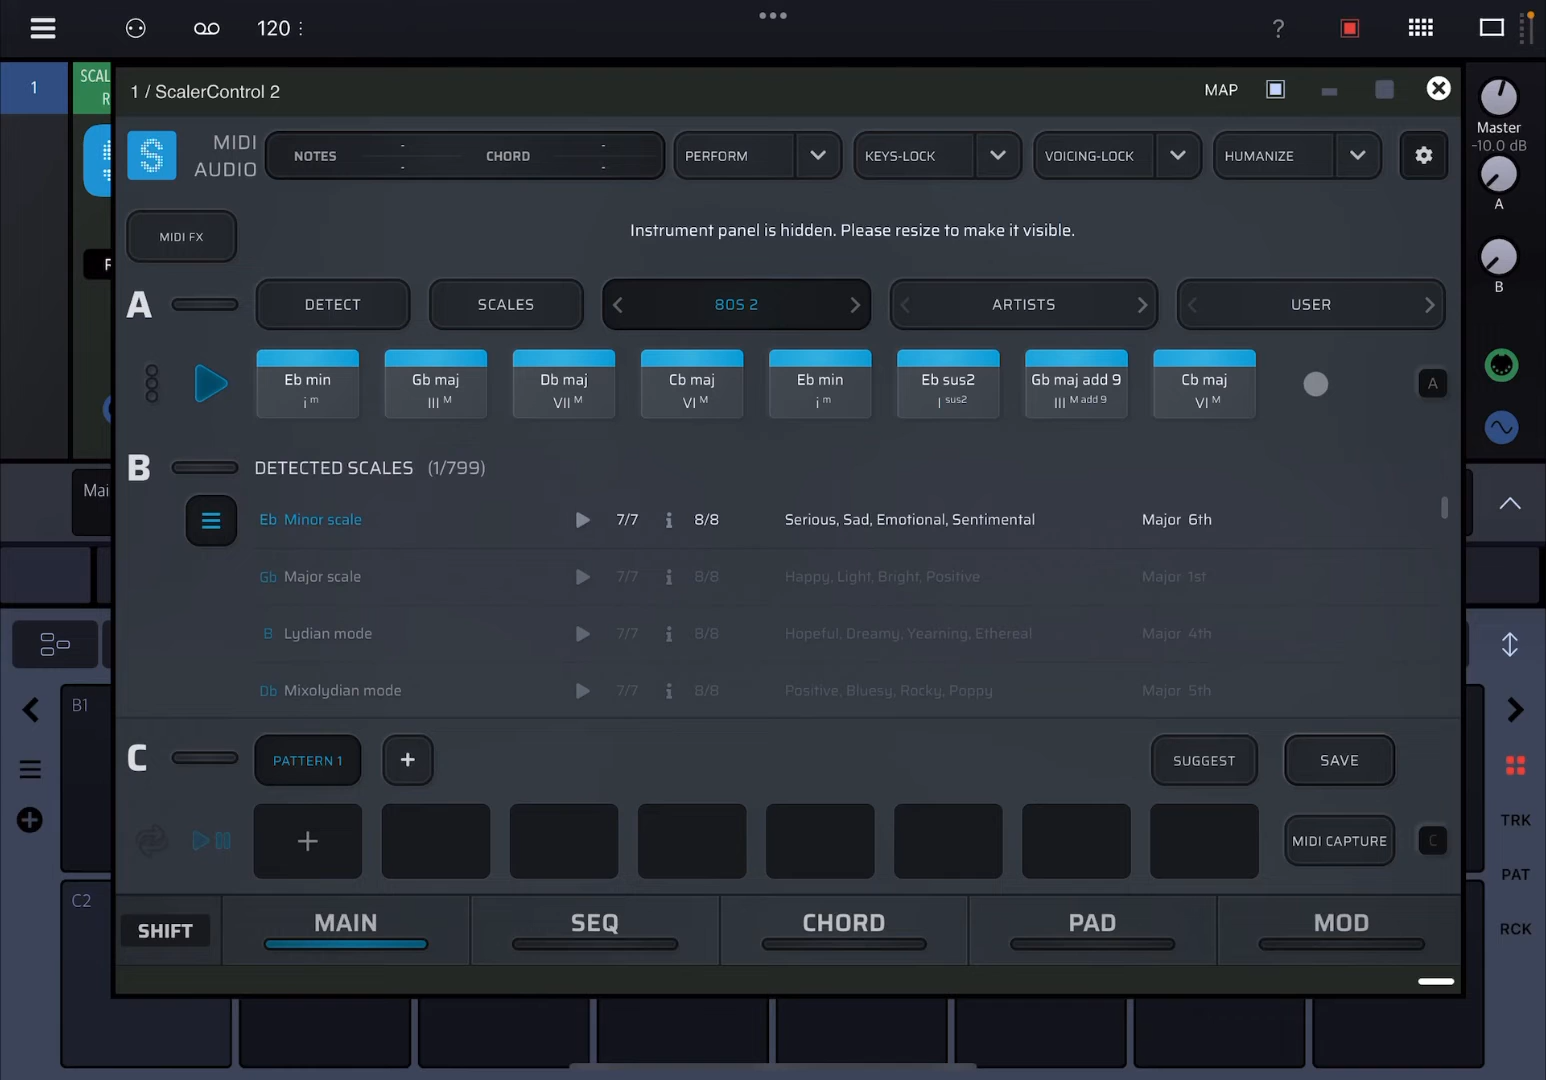 120
?
1
SCAL
R
1 / ScalerControl 2
MAP
S
MIDI
AUDIO
NOTES - -
CHORD - -
PERFORM
KEYS-LOCK
VOICING-LOCK
HUMANIZE
Master
-10.0 dB
A
B
MIDI FX
Instrument panel is hidden. Please resize to make it visible.
A
DETECT
SCALES
80S 2
ARTISTS
USER
Eb min
i m
Gb maj
III M
Db maj
VII M
Cb maj
VI M
Eb min
i m
Eb sus2
I sus2
Gb maj add 9
III M add 9
Cb maj
VI M
A
B
DETECTED SCALES (1/799)
Eb Minor scale 7/7 i 8/8 Serious, Sad, Emotional, Sentimental Major 6th
Gb Major scale 7/7 i 8/8 Happy, Light, Bright, Positive Major 1st
B Lydian mode 7/7 i 8/8 Hopeful, Dreamy, Yearning, Ethereal Major 4th
Db Mixolydian mode 7/7 i 8/8 Positive, Bluesy, Rocky, Poppy Major 5th
Mai
B1
C2
C
PATTERN 1
+
SUGGEST
SAVE
+
MIDI CAPTURE
C
TRK
PAT
RCK
SHIFT
MAIN
SEQ
CHORD
PAD
MOD